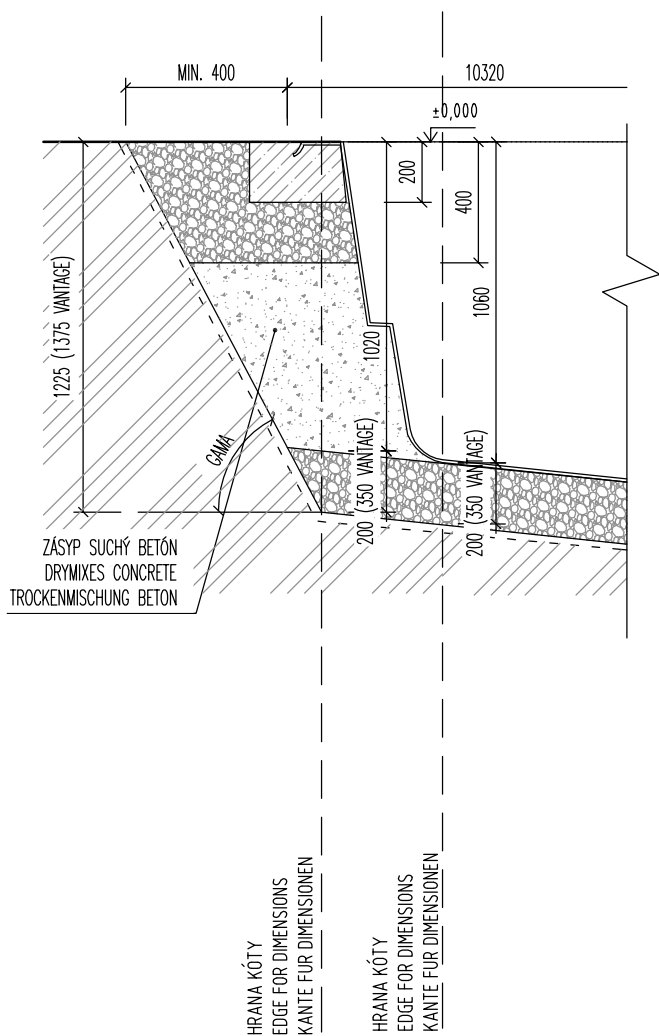 MIN. 400
10320
±0,000
200
400
1060
1225 (1375 VANTAGE)
1020
GAMA
200 (350 VANTAGE)
200 (350 VANTAGE)
ZÁSYP SUCHÝ BETÓN
DRYMIXES CONCRETE
TROCKENMISCHUNG BETON
HRANA KÓTY
EDGE FOR DIMENSIONS
KANTE FUR DIMENSIONEN
HRANA KÓTY
EDGE FOR DIMENSIONS
KANTE FUR DIMENSIONEN